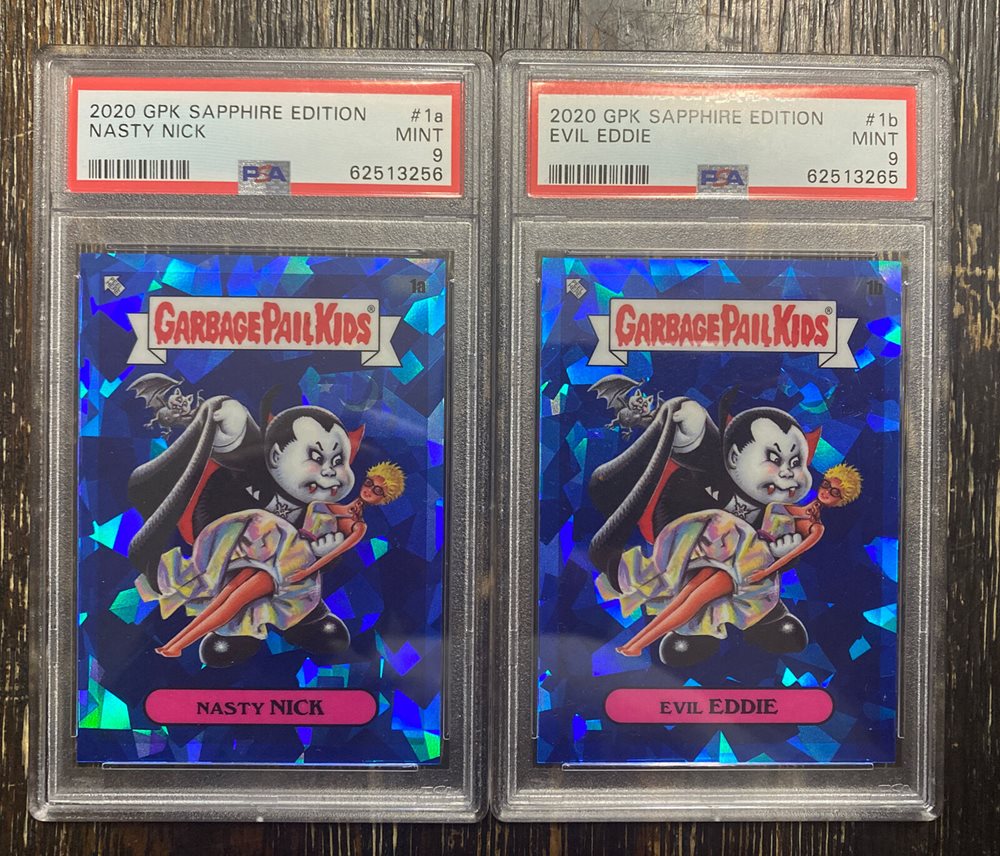 2020 GPK SAPPHIRE EDITION #1a
NASTY NICK MINT
9
PSA 62513256
1a
GARBAGE PAIL KIDS®
NASTY NICK
2020 GPK SAPPHIRE EDITION #1b
EVIL EDDIE MINT
9
PSA 62513265
1b
GARBAGE PAIL KIDS®
EVIL EDDIE